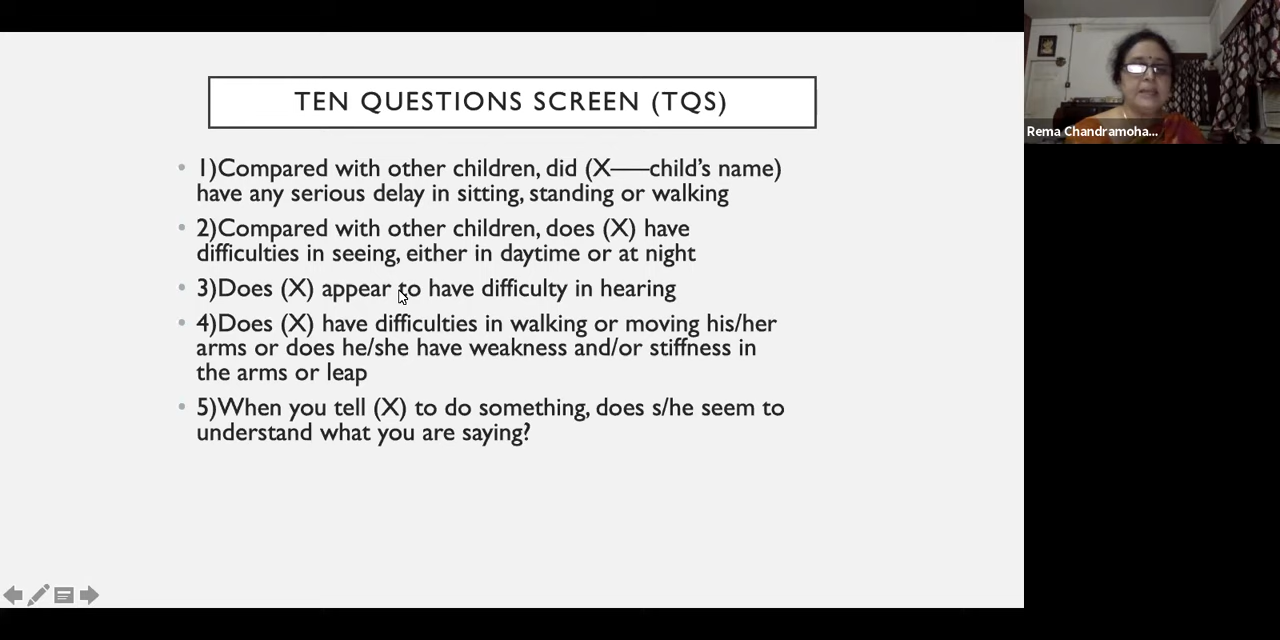 TEN QUESTIONS SCREEN (TQS)
• 1)Compared with other children, did (X——child's name)
have any serious delay in sitting, standing or walking
• 2)Compared with other children, does (X) have
difficulties in seeing, either in daytime or at night
• 3)Does (X) appear to have difficulty in hearing
• 4)Does (X) have difficulties in walking or moving his/her
arms or does he/she have weakness and/or stiffness in
the arms or leap
• 5)When you tell (X) to do something, does s/he seem to
understand what you are saying?
Rema Chandramoha...